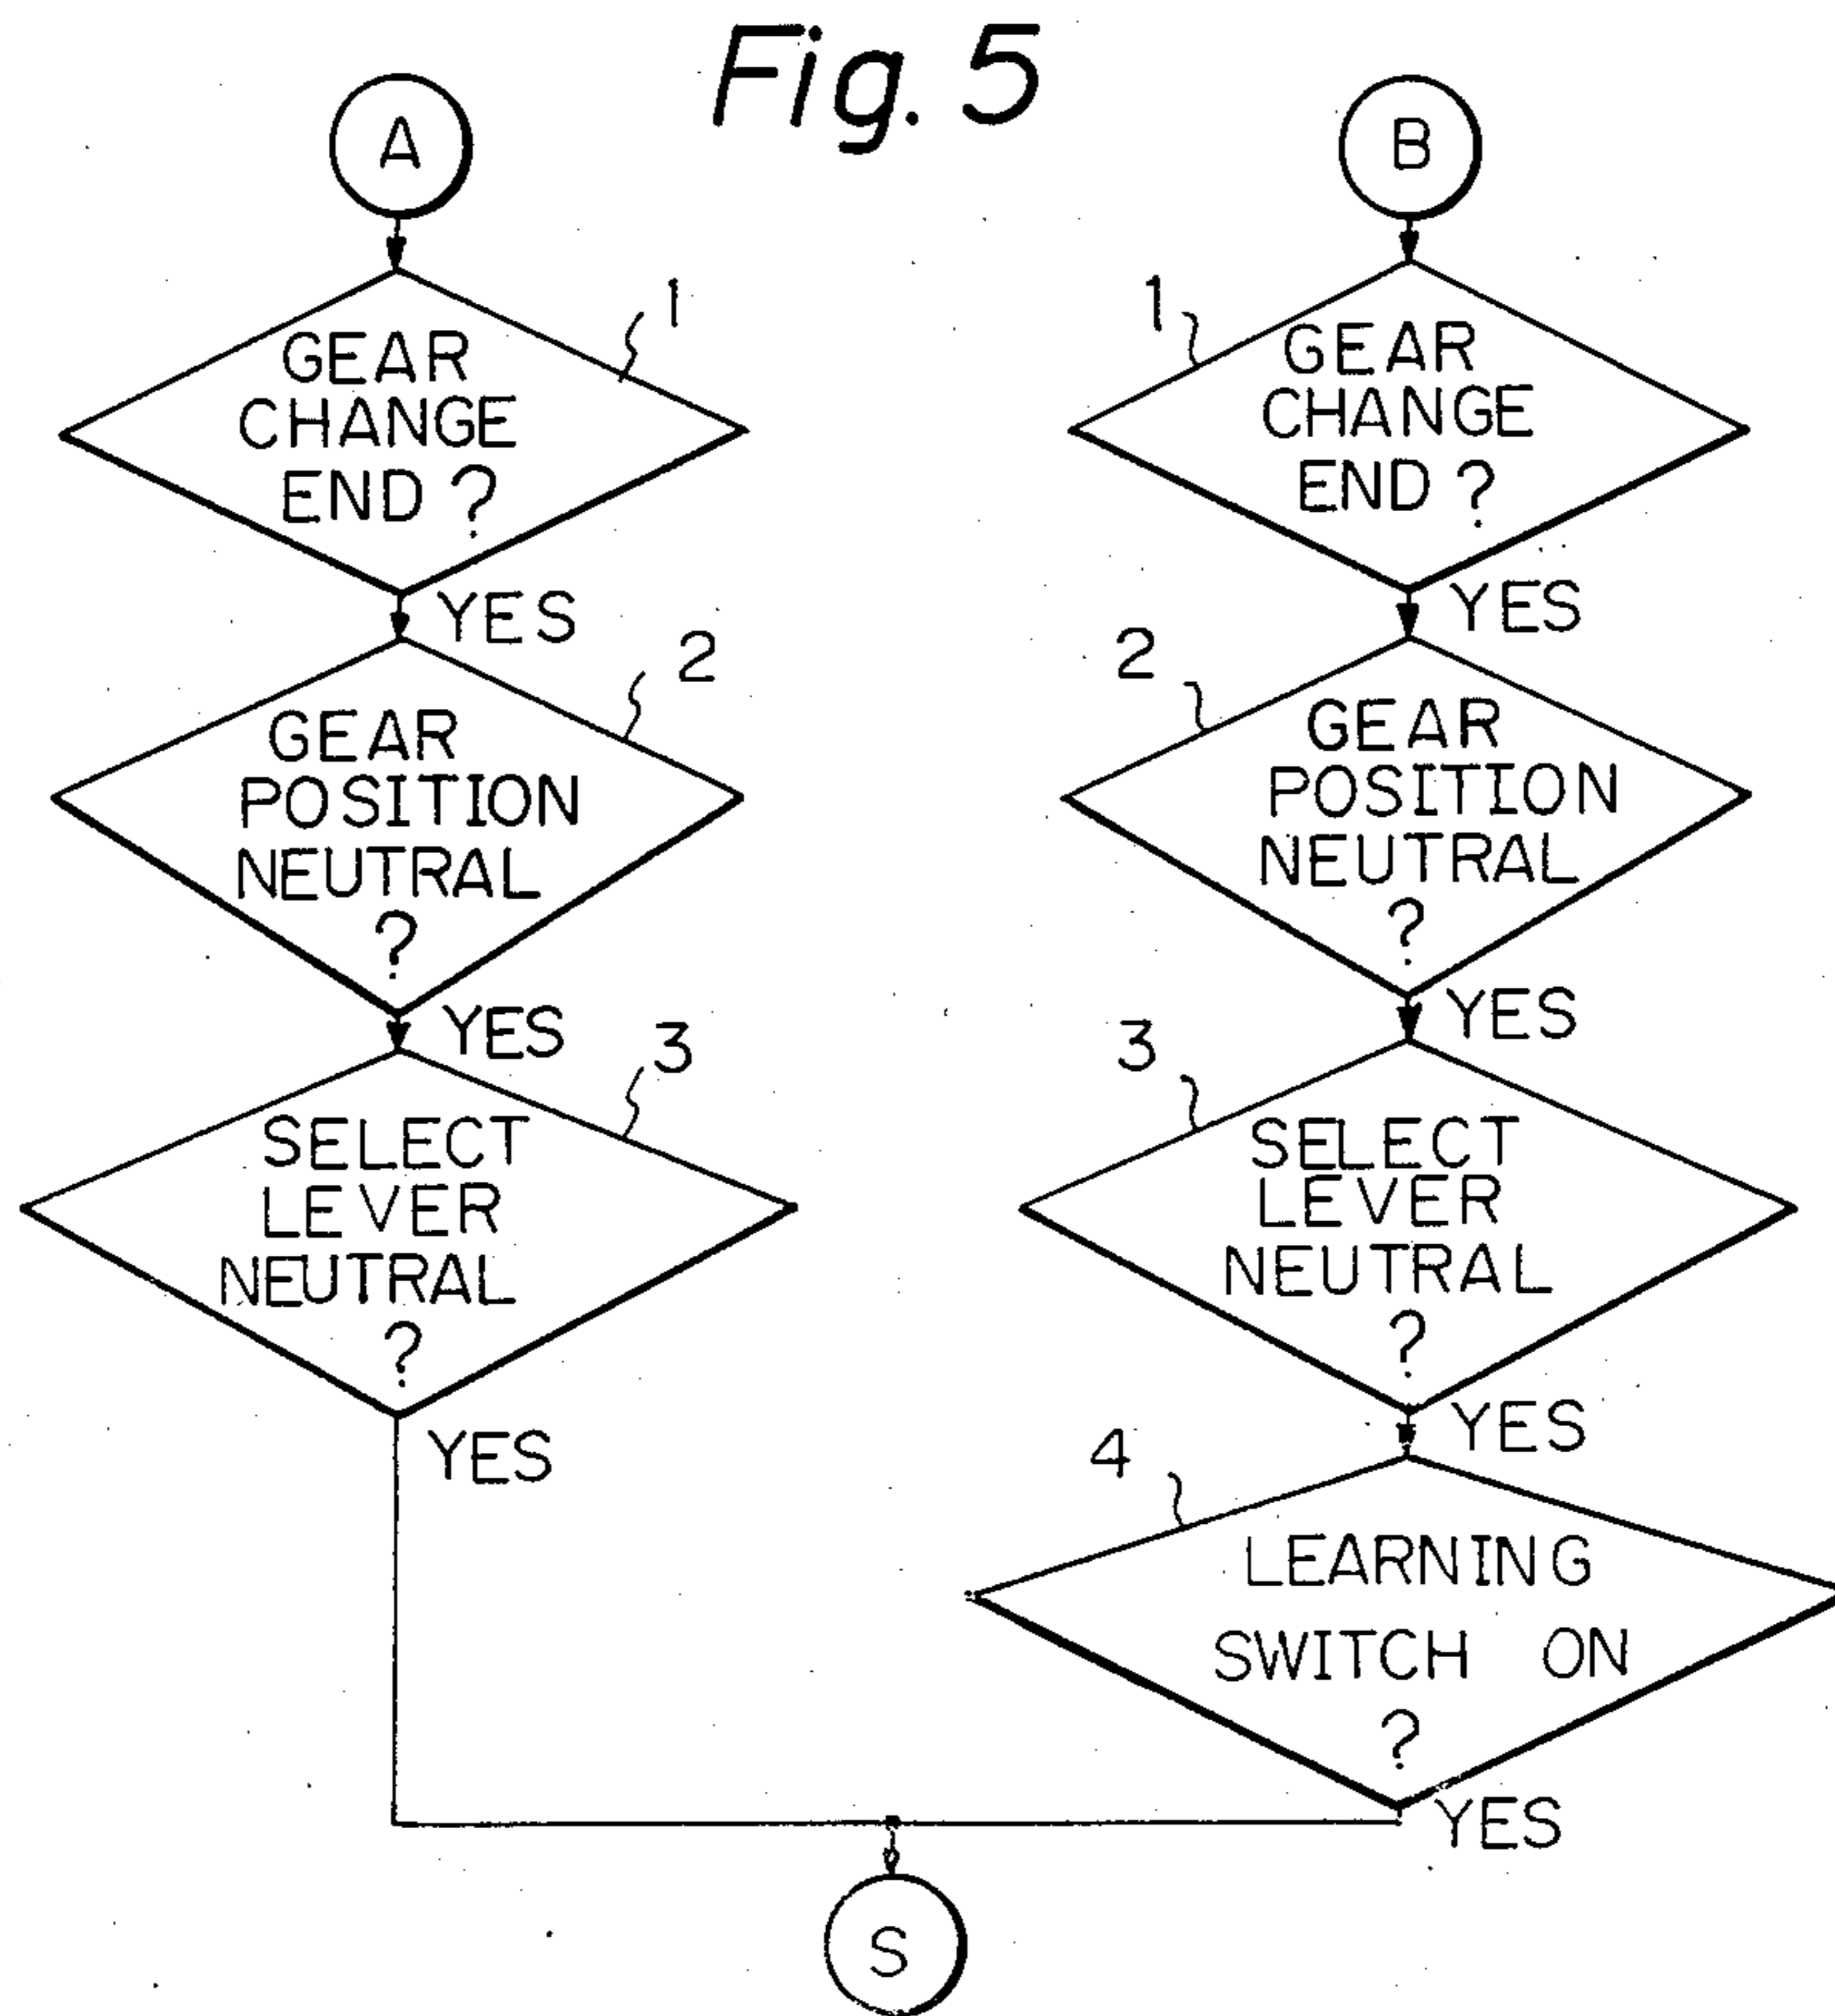 Fig. 5
A
1
GEAR
CHANGE
END ?
YES
2
GEAR
POSITION
NEUTRAL
?
YES
3
SELECT
LEVER
NEUTRAL
?
YES
B
1
GEAR
CHANGE
END ?
YES
2
GEAR
POSITION
NEUTRAL
?
YES
3
SELECT
LEVER
NEUTRAL
?
YES
4
LEARNING
SWITCH ON
?
YES
S